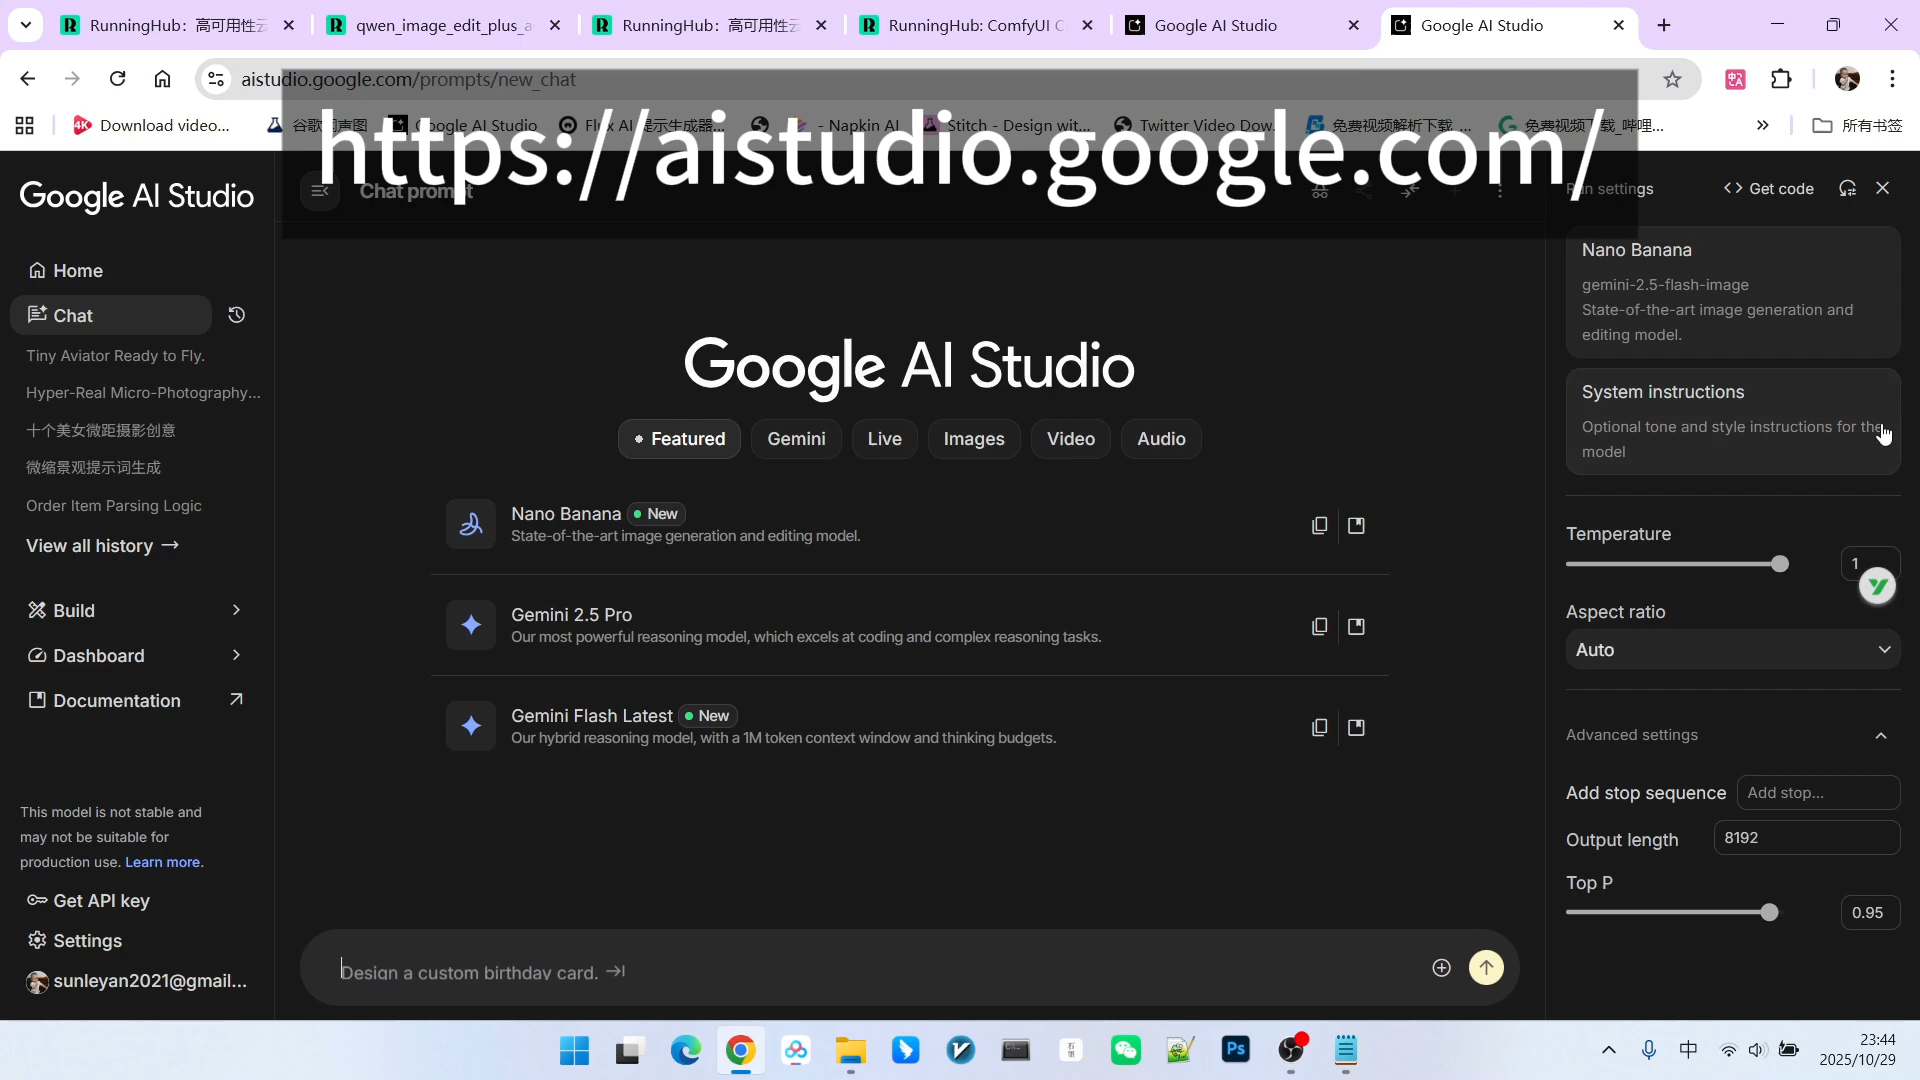 RunningHub：高可用性云
qwen_image_edit_plus_a
RunningHub：高可用性云
RunningHub: ComfyUI C
Google AI Studio
Google AI Studio
aistudio.google.com/prompts/new_chat
Download video...
Google AI Studio
- Napkin AI
Stitch - Design wit...
Twitter Video Dow...
免费视频解析下载 ...
所有书签
https://aistudio.google.com/
Google AI Studio
Chat prompt
Run settings
Get code
Home
Chat
Tiny Aviator Ready to Fly.
Hyper-Real Micro-Photography...
十个美女微距摄影创意
微缩景观提示词生成
Order Item Parsing Logic
View all history →
Build
Dashboard
Documentation
This model is not stable and
may not be suitable for
production use. Learn more.
Get API key
Settings
sunleyan2021@gmail...
Google AI Studio
Featured
Gemini
Live
Images
Video
Audio
Nano Banana New
State-of-the-art image generation and editing model.
Gemini 2.5 Pro
Our most powerful reasoning model, which excels at coding and complex reasoning tasks.
Gemini Flash Latest New
Our hybrid reasoning model, with a 1M token context window and thinking budgets.
Design a custom birthday card.
Nano Banana
gemini-2.5-flash-image
State-of-the-art image generation and
editing model.
System instructions
Optional tone and style instructions for the
model
Temperature
1
Aspect ratio
Auto
Advanced settings
Add stop sequence Add stop...
Output length 8192
Top P
0.95
Ps
中
23:44
2025/10/29